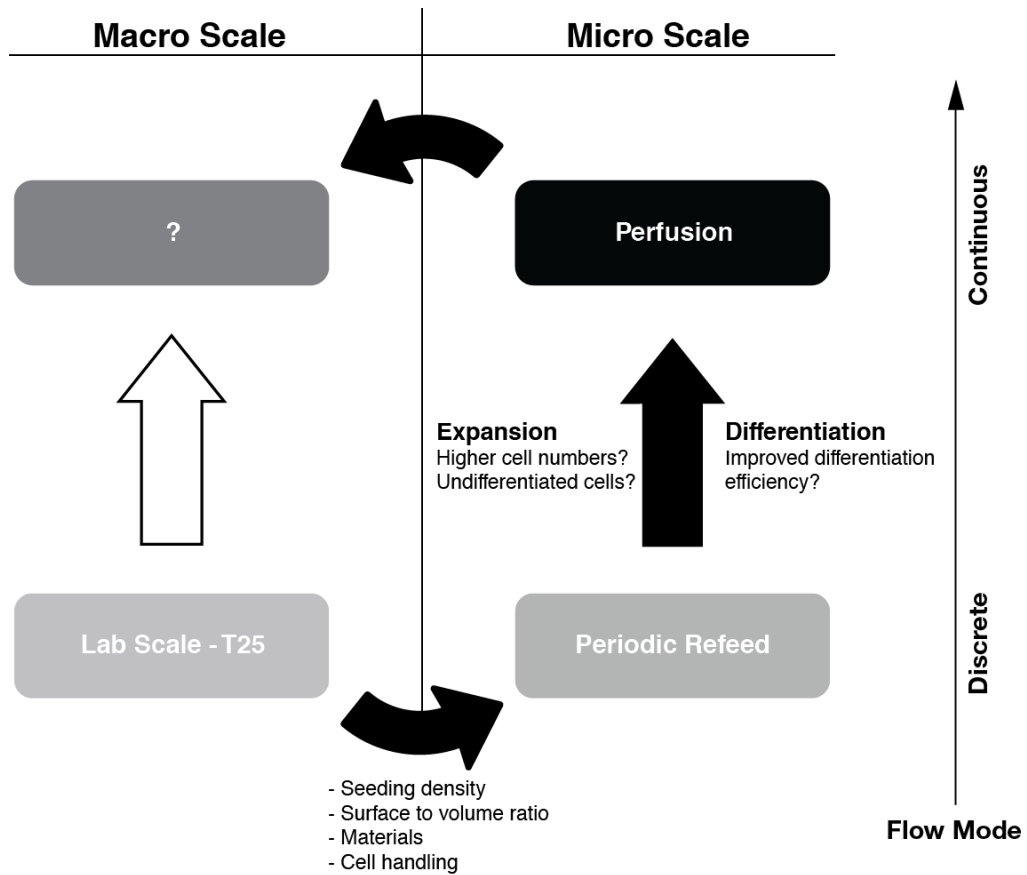 Macro Scale
Micro Scale
?
Perfusion
Continuous
Expansion
Higher cell numbers?
Undifferentiated cells?
Differentiation
Improved differentiation
efficiency?
Lab Scale - T25
Periodic Refeed
Discrete
- Seeding density
- Surface to volume ratio
- Materials
- Cell handling
Flow Mode